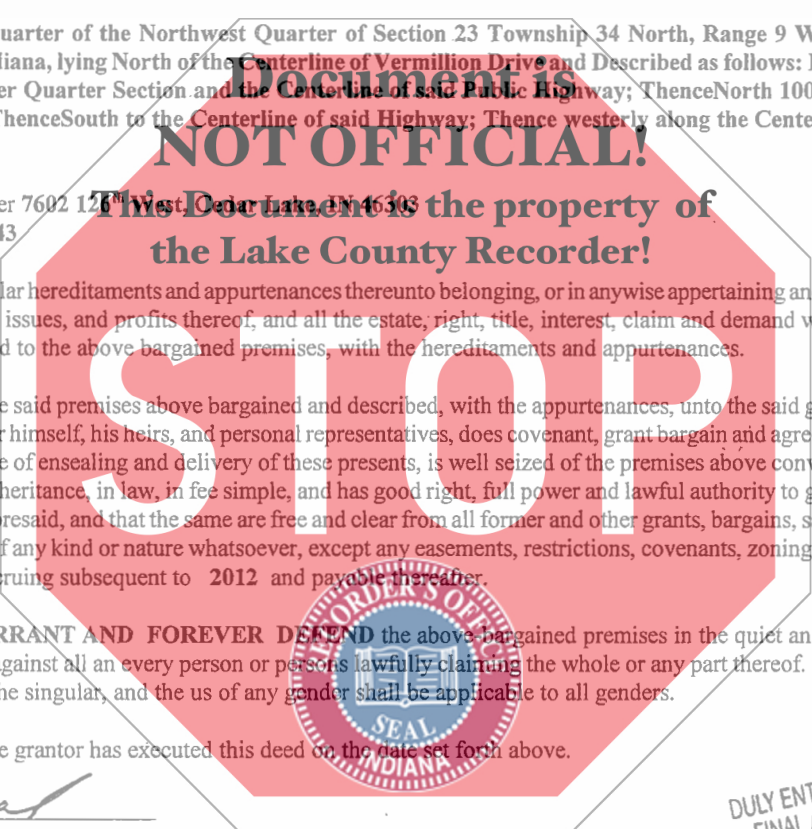 uarter of the Northwest Quarter of Section 23 Township 34 North, Range 9 W
diana, lying North of the Centerline of Vermillion Drive and Described as follows:
Document is
er Quarter Section and the Centerline of said Public Highway; ThenceNorth 100
ThenceSouth to the Centerline of said Highway; Thence westerly along the Cente
NOT OFFICIAL!
er 7602 126th West, Cedar Lake, IN 46303
This Document is the property of
43
the Lake County Recorder!
lar hereditaments and appurtenances thereunto belonging, or in anywise appertaining an
issues, and profits thereof, and all the estate, right, title, interest, claim and demand w
d to the above bargained premises, with the hereditaments and appurtenances.
STOP
e said premises above bargained and described, with the appurtenances, unto the said g
r himself, his heirs, and personal representatives, does covenant, grant bargain and agre
e of ensealing and delivery of these presents, is well seized of the premises above conv
heritance, in law, in fee simple, and has good right, full power and lawful authority to g
oresaid, and that the same are free and clear from all former and other grants, bargains, s
f any kind or nature whatsoever, except any easements, restrictions, covenants, zoning
ruing subsequent to 2012 and payable thereafter.
RECORDER'S OFFICE
RRANT AND FOREVER DEFEND the above-bargained premises in the quiet an
against all an every person or persons lawfully claiming the whole or any part thereof.
he singular, and the us of any gender shall be applicable to all genders.
SEAL
e grantor has executed this deed on the date set forth above.
INDIANA
DULY ENT
FINAL